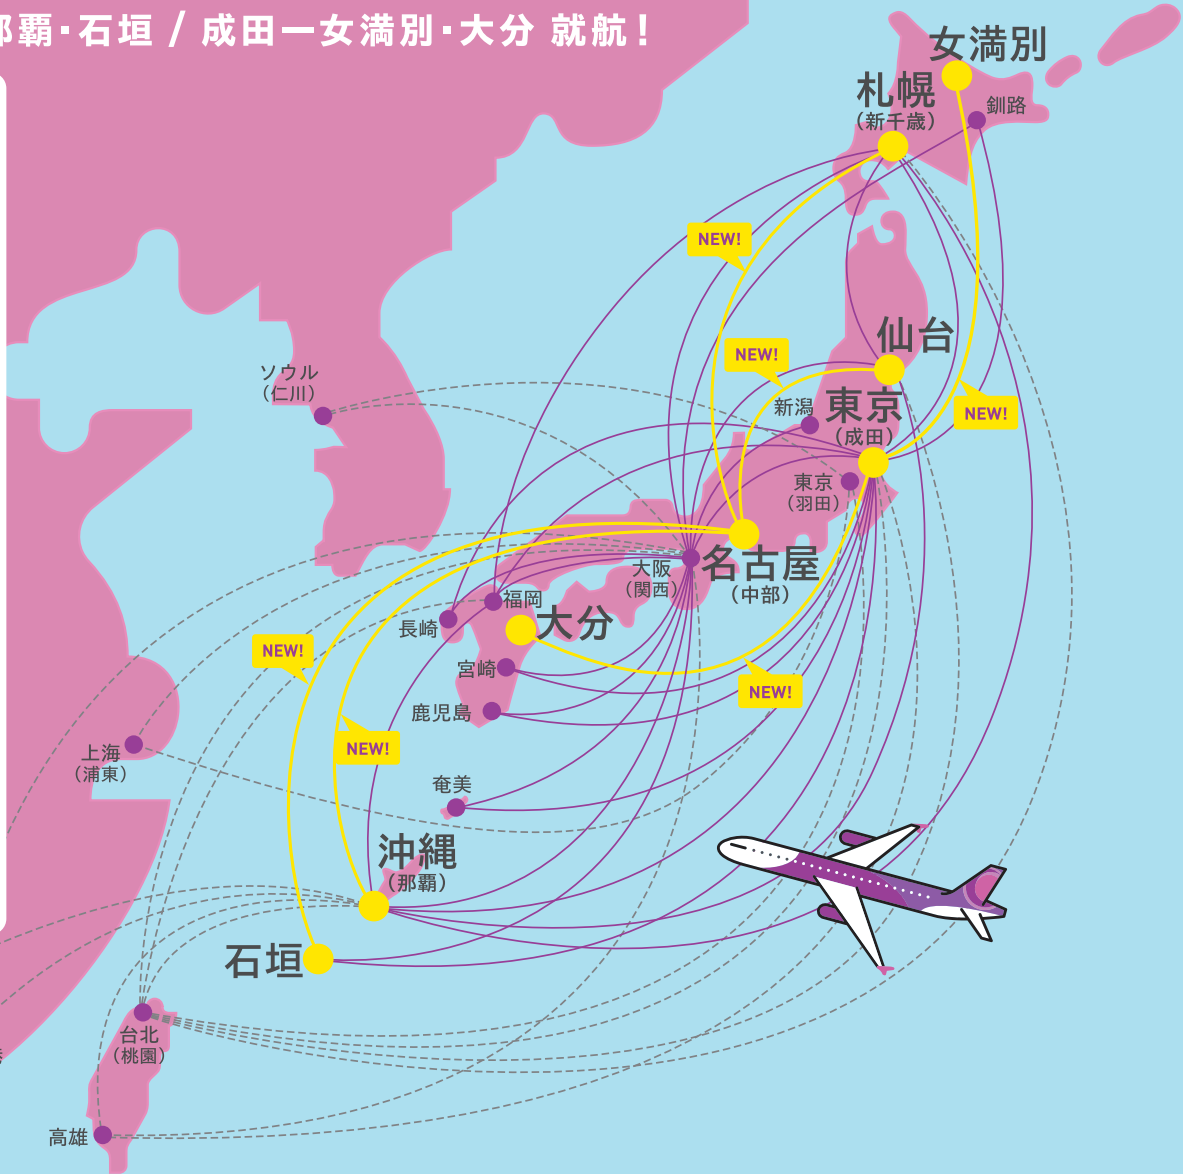 那覇・石垣 / 成田ー女満別・大分 就航！
女満別
札幌
（新千歳）
釧路
NEW!
仙台
NEW!
ソウル
（仁川）
新潟
東京
（成田）
NEW!
東京
（羽田）
大阪
（関西）
名古屋
（中部）
福岡
大分
長崎
NEW!
宮崎
NEW!
鹿児島
NEW!
上海
（浦東）
奄美
沖縄
（那覇）
石垣
台北
（桃園）
高雄